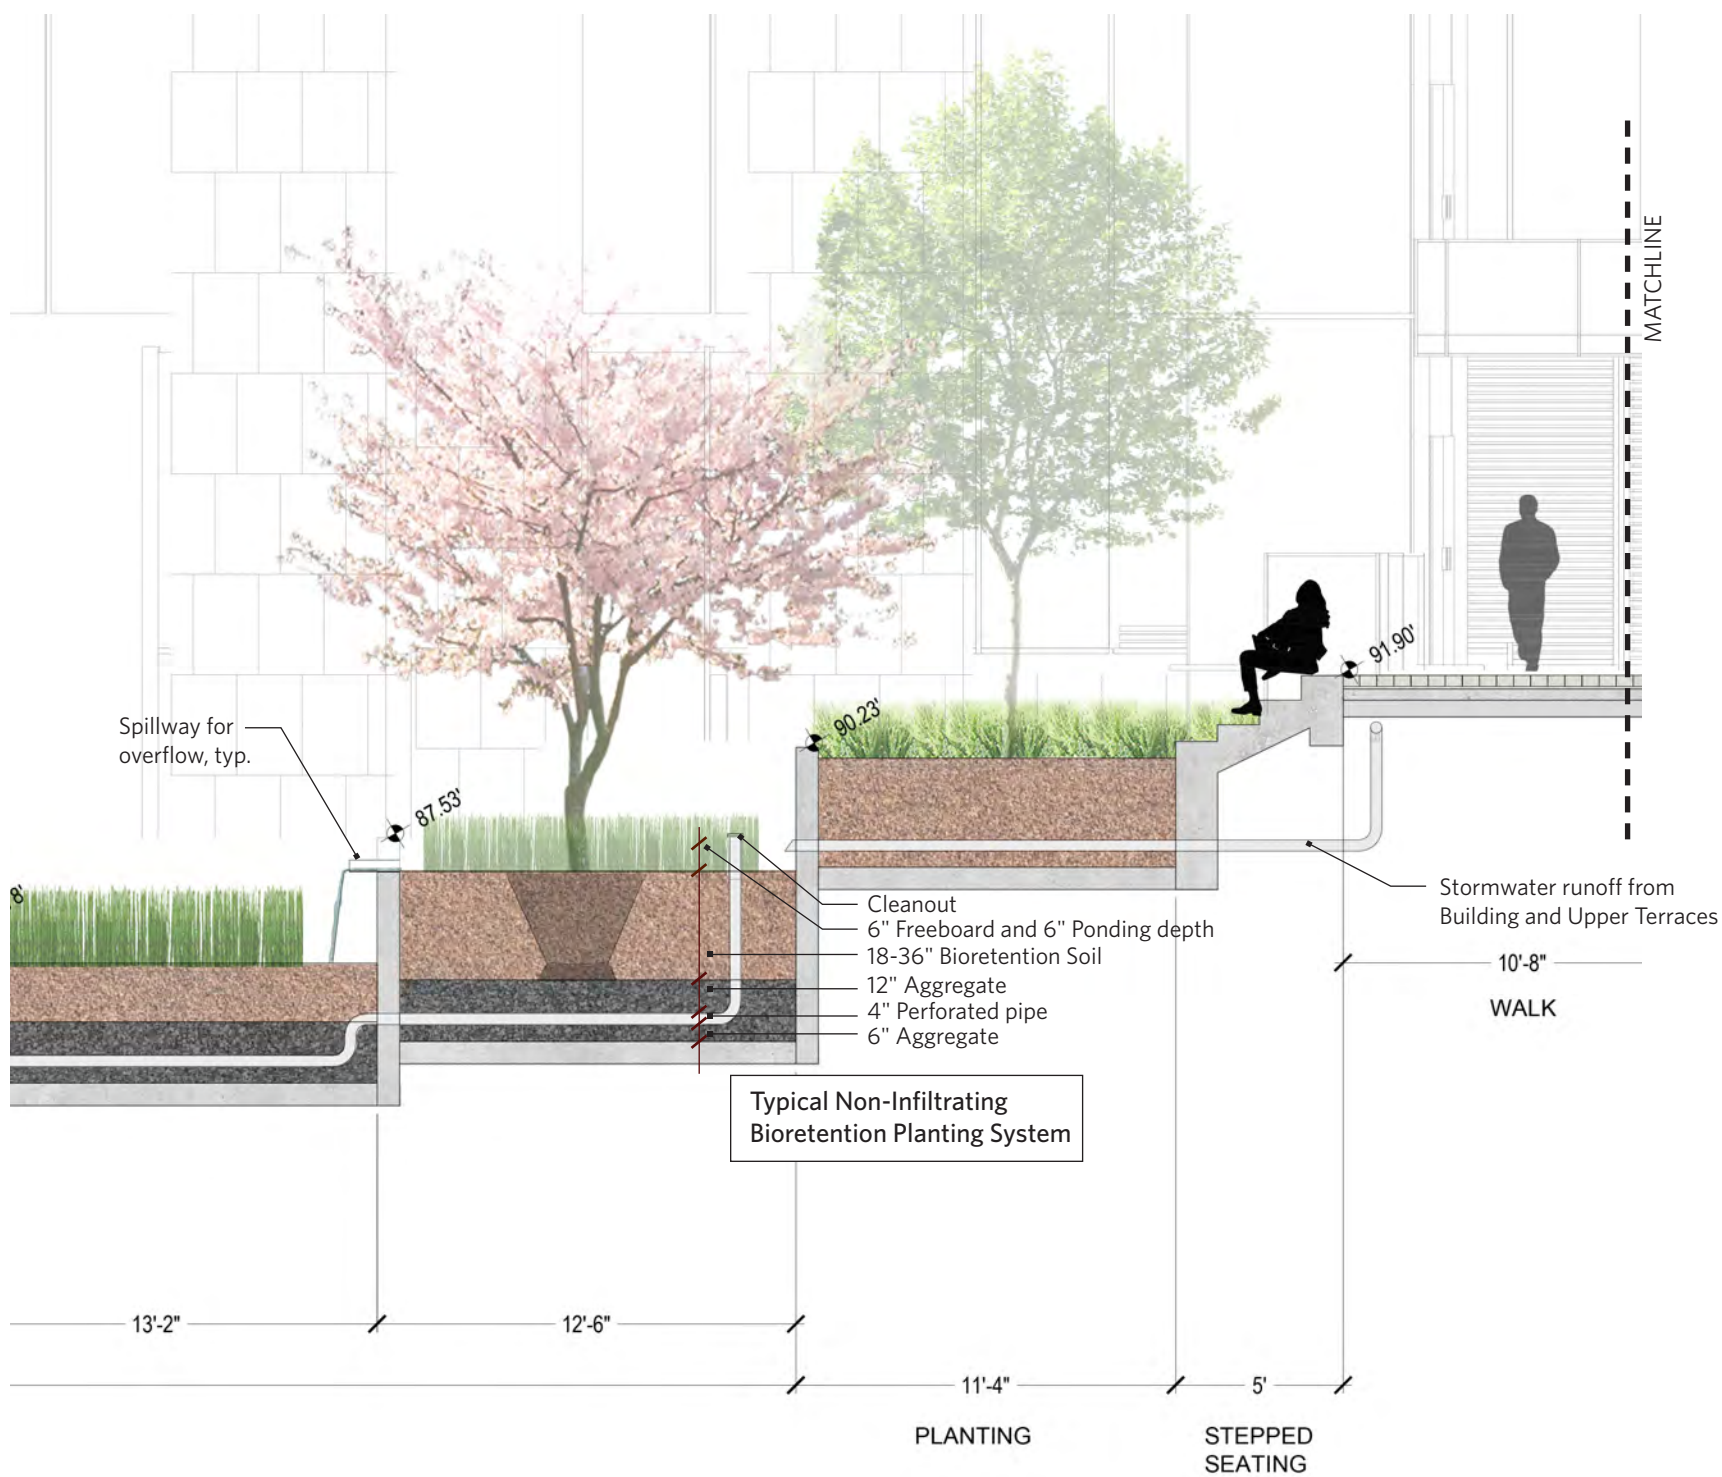 MATCHLINE
91.90'
90.23'
87.53'
Spillway for
overflow, typ.
8'
Cleanout
6" Freeboard and 6" Ponding depth
18-36" Bioretention Soil
12" Aggregate
4" Perforated pipe
6" Aggregate
Stormwater runoff from
Building and Upper Terraces
10'-8"
WALK
Typical Non-Infiltrating
Bioretention Planting System
13'-2"
12'-6"
11'-4"
5'
PLANTING
STEPPED
SEATING